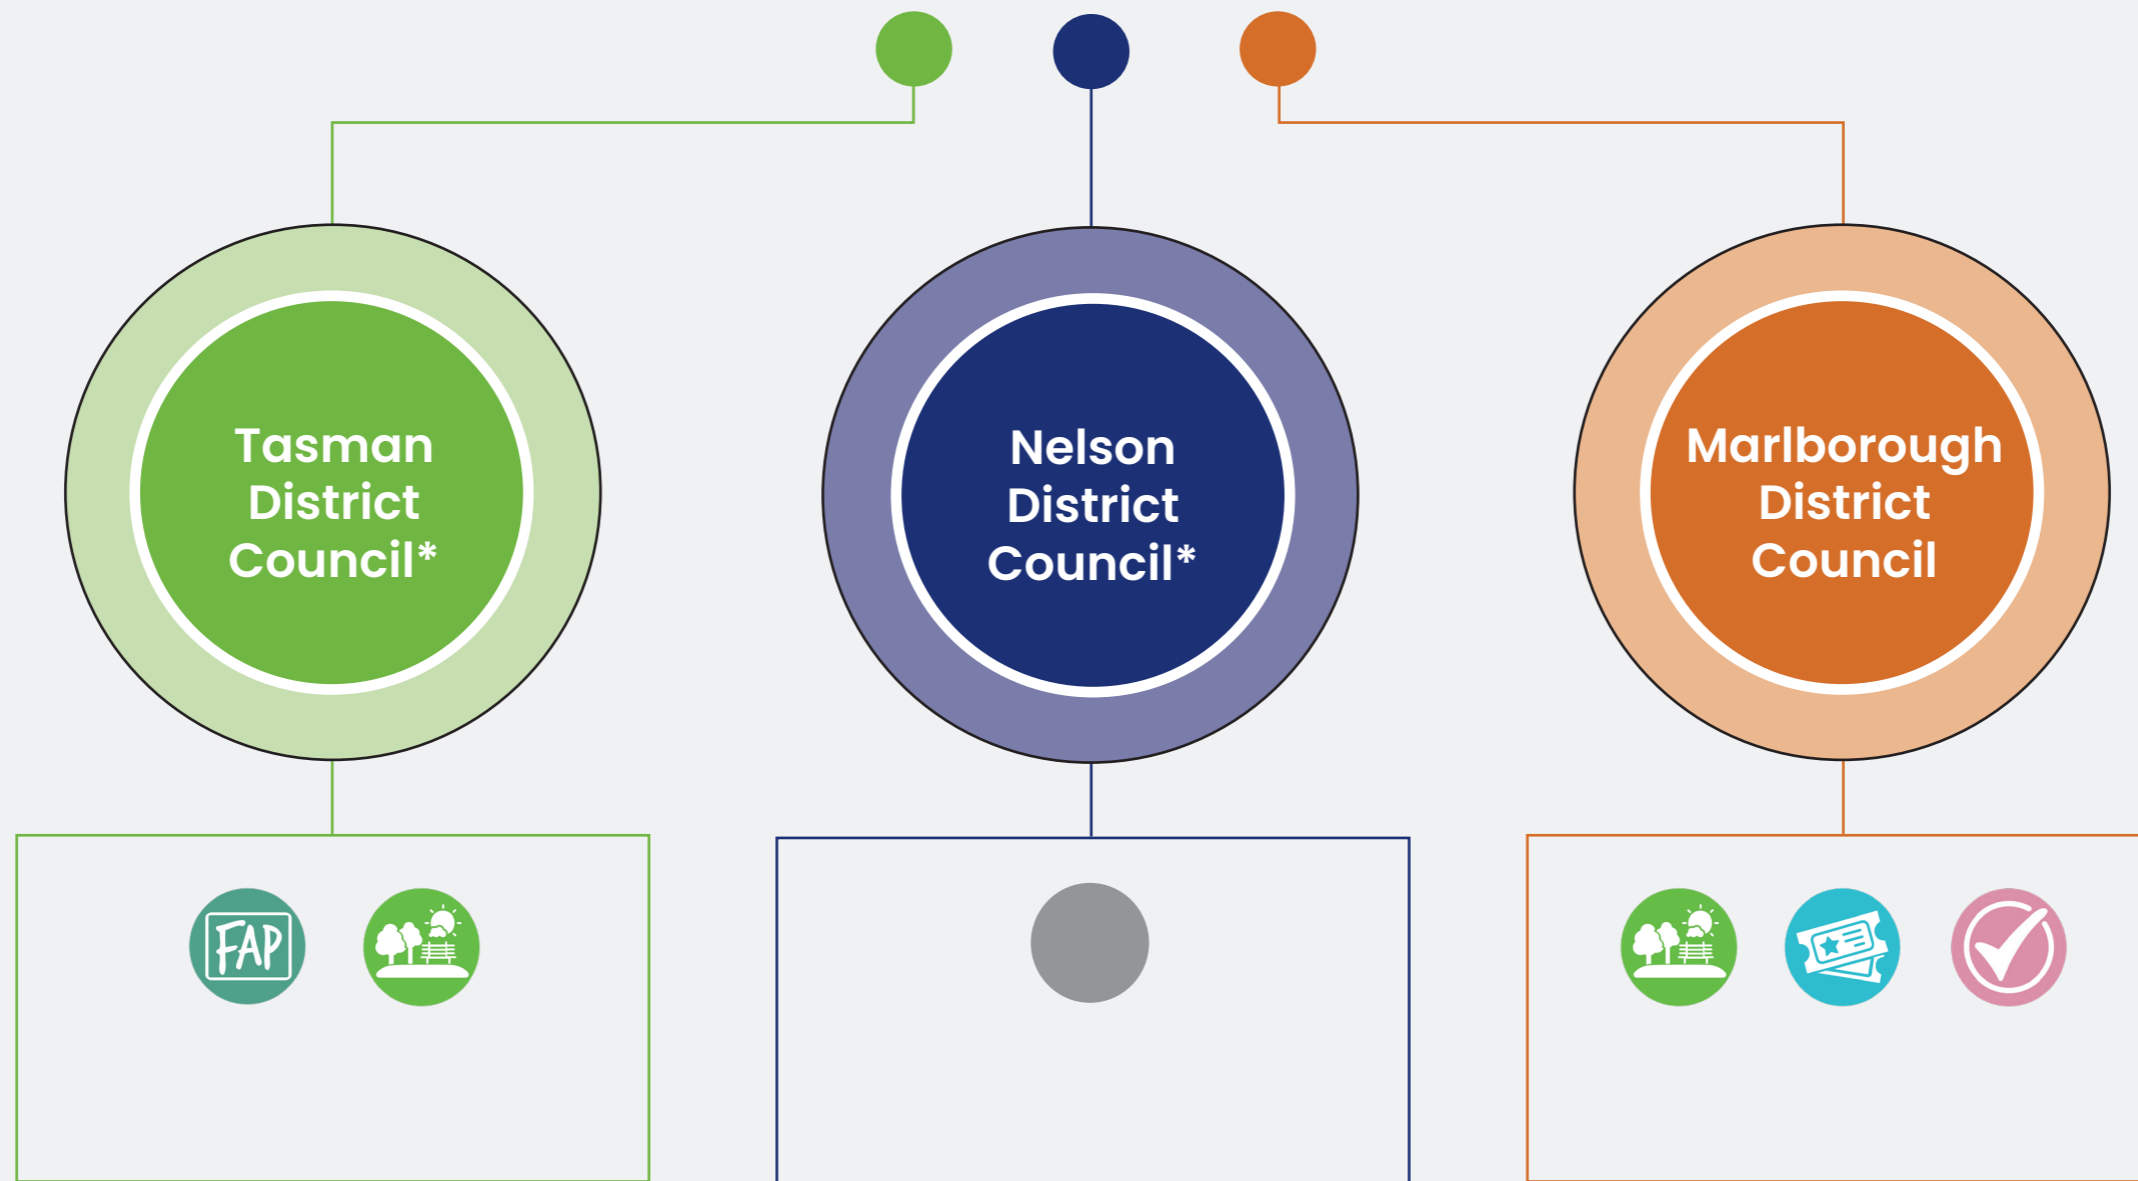 Tasman
District
Council*
Nelson
District
Council*
Marlborough
District
Council
FAP